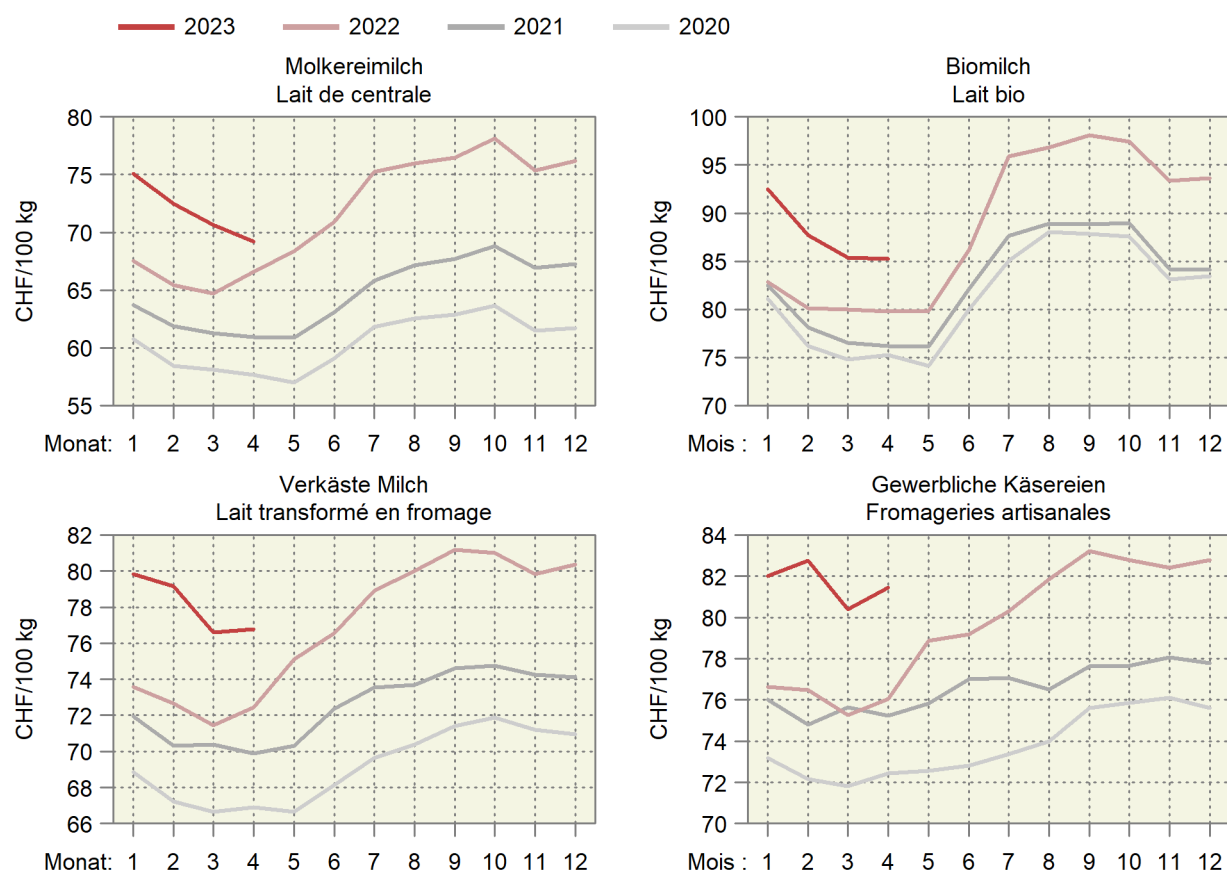 2023 2022 2021 2020
Molkereimilch
Lait de centrale
CHF/100 kg
80
75
70
65
60
55
Monat: 1 2 3 4 5 6 7 8 9 10 11 12
Biomilch
Lait bio
CHF/100 kg
100
95
90
85
80
75
70
Mois : 1 2 3 4 5 6 7 8 9 10 11 12
Verkäste Milch
Lait transformé en fromage
CHF/100 kg
82
80
78
76
74
72
70
68
66
Monat: 1 2 3 4 5 6 7 8 9 10 11 12
Gewerbliche Käsereien
Fromageries artisanales
CHF/100 kg
84
82
80
78
76
74
72
70
Mois : 1 2 3 4 5 6 7 8 9 10 11 12